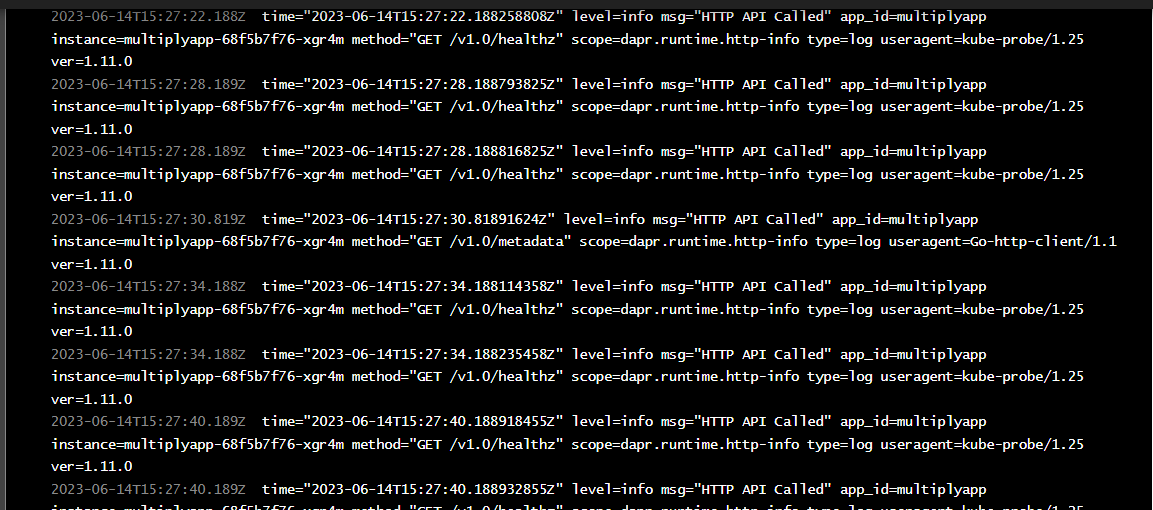 2023-06-14T15:27:22.188Z  time="2023-06-14T15:27:22.188258808Z" level=info msg="HTTP API Called" app_id=multiplyapp
instance=multiplyapp-68f5b7f76-xgr4m method="GET /v1.0/healthz" scope=dapr.runtime.http-info type=log useragent=kube-probe/1.25
ver=1.11.0
2023-06-14T15:27:28.189Z  time="2023-06-14T15:27:28.188793825Z" level=info msg="HTTP API Called" app_id=multiplyapp
instance=multiplyapp-68f5b7f76-xgr4m method="GET /v1.0/healthz" scope=dapr.runtime.http-info type=log useragent=kube-probe/1.25
ver=1.11.0
2023-06-14T15:27:28.189Z  time="2023-06-14T15:27:28.188816825Z" level=info msg="HTTP API Called" app_id=multiplyapp
instance=multiplyapp-68f5b7f76-xgr4m method="GET /v1.0/healthz" scope=dapr.runtime.http-info type=log useragent=kube-probe/1.25
ver=1.11.0
2023-06-14T15:27:30.819Z  time="2023-06-14T15:27:30.81891624Z" level=info msg="HTTP API Called" app_id=multiplyapp
instance=multiplyapp-68f5b7f76-xgr4m method="GET /v1.0/metadata" scope=dapr.runtime.http-info type=log useragent=Go-http-client/1.1
ver=1.11.0
2023-06-14T15:27:34.188Z  time="2023-06-14T15:27:34.188114358Z" level=info msg="HTTP API Called" app_id=multiplyapp
instance=multiplyapp-68f5b7f76-xgr4m method="GET /v1.0/healthz" scope=dapr.runtime.http-info type=log useragent=kube-probe/1.25
ver=1.11.0
2023-06-14T15:27:34.188Z  time="2023-06-14T15:27:34.188235458Z" level=info msg="HTTP API Called" app_id=multiplyapp
instance=multiplyapp-68f5b7f76-xgr4m method="GET /v1.0/healthz" scope=dapr.runtime.http-info type=log useragent=kube-probe/1.25
ver=1.11.0
2023-06-14T15:27:40.189Z  time="2023-06-14T15:27:40.188918455Z" level=info msg="HTTP API Called" app_id=multiplyapp
instance=multiplyapp-68f5b7f76-xgr4m method="GET /v1.0/healthz" scope=dapr.runtime.http-info type=log useragent=kube-probe/1.25
ver=1.11.0
2023-06-14T15:27:40.189Z  time="2023-06-14T15:27:40.188932855Z" level=info msg="HTTP API Called" app_id=multiplyapp